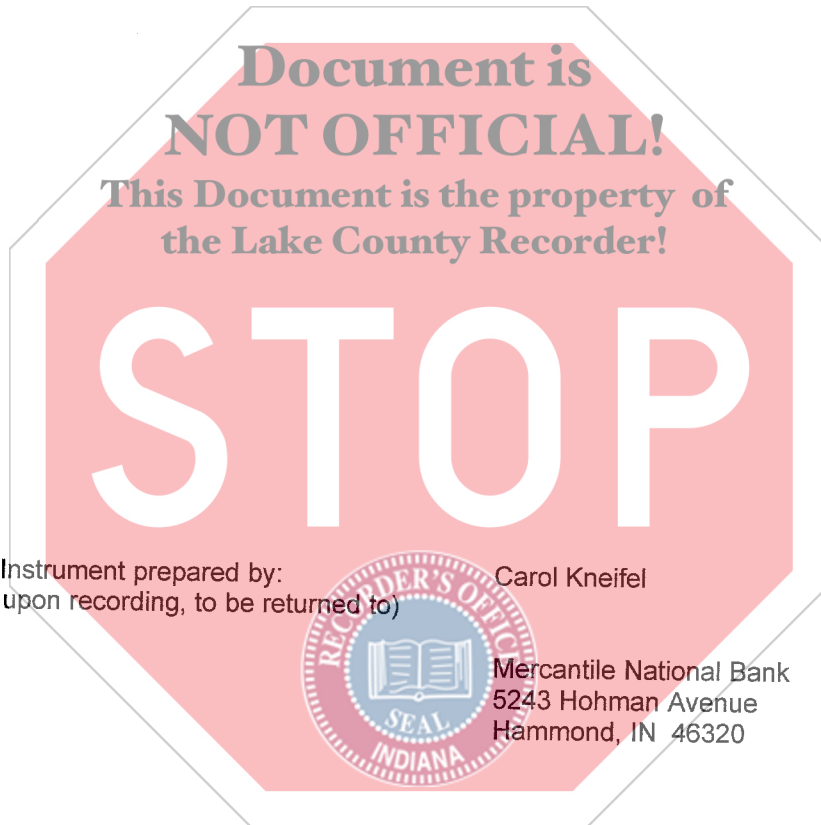 Document is
NOT OFFICIAL!
This Document is the property of
the Lake County Recorder!
STOP
Instrument prepared by:
Carol Kneifel
upon recording, to be returned to)
Mercantile National Bank
5243 Hohman Avenue
Hammond, IN 46320
RECORDER'S OFFICE
SEAL
INDIANA